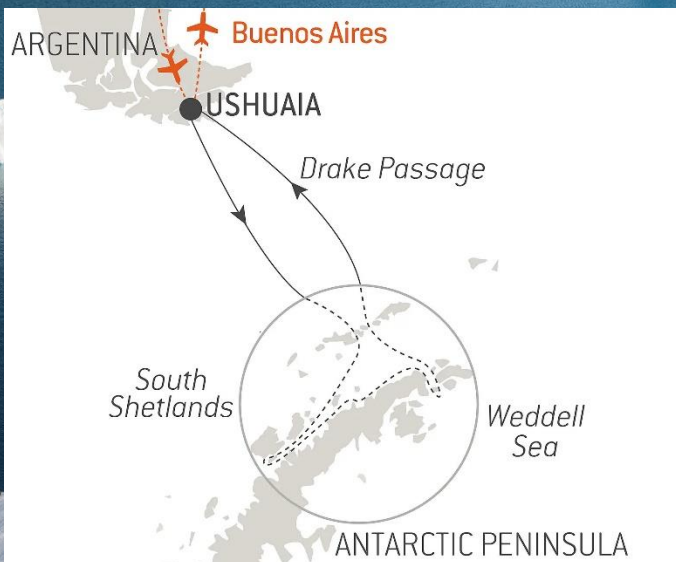 ARGENTINA
Buenos Aires
USHUAIA
Drake Passage
South
Shetlands
Weddell
Sea
ANTARCTIC PENINSULA